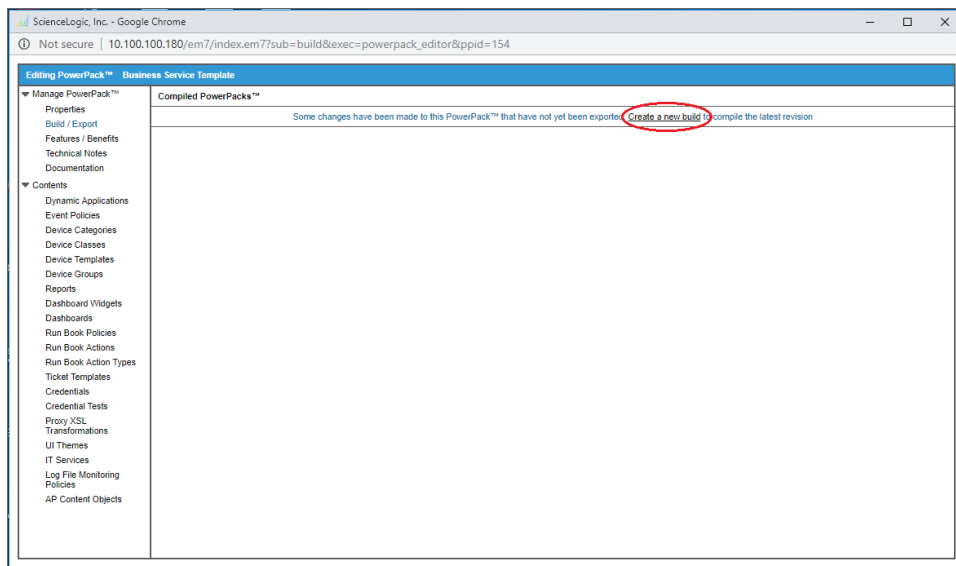 ScienceLogic, Inc. - Google Chrome
Not secure | 10.100.100.180/em7/index.em7?sub=build&exec=powerpack_editor&ppid=154
Editing PowerPack™ Business Service Template
Manage PowerPack™
Properties
Build / Export
Features / Benefits
Technical Notes
Documentation
Contents
Dynamic Applications
Event Policies
Device Categories
Device Classes
Device Templates
Device Groups
Reports
Dashboard Widgets
Dashboards
Run Book Policies
Run Book Actions
Run Book Action Types
Ticket Templates
Credentials
Credential Tests
Proxy XSL
Transformations
UI Themes
IT Services
Log File Monitoring
Policies
AP Content Objects
Compiled PowerPacks™
Some changes have been made to this PowerPack™ that have not yet been exported. Create a new build to compile the latest revision